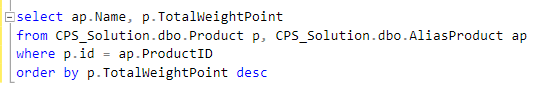 select ap.Name, p.TotalWeightPoint
from CPS_Solution.dbo.Product p, CPS_Solution.dbo.AliasProduct ap
where p.id = ap.ProductID
order by p.TotalWeightPoint desc